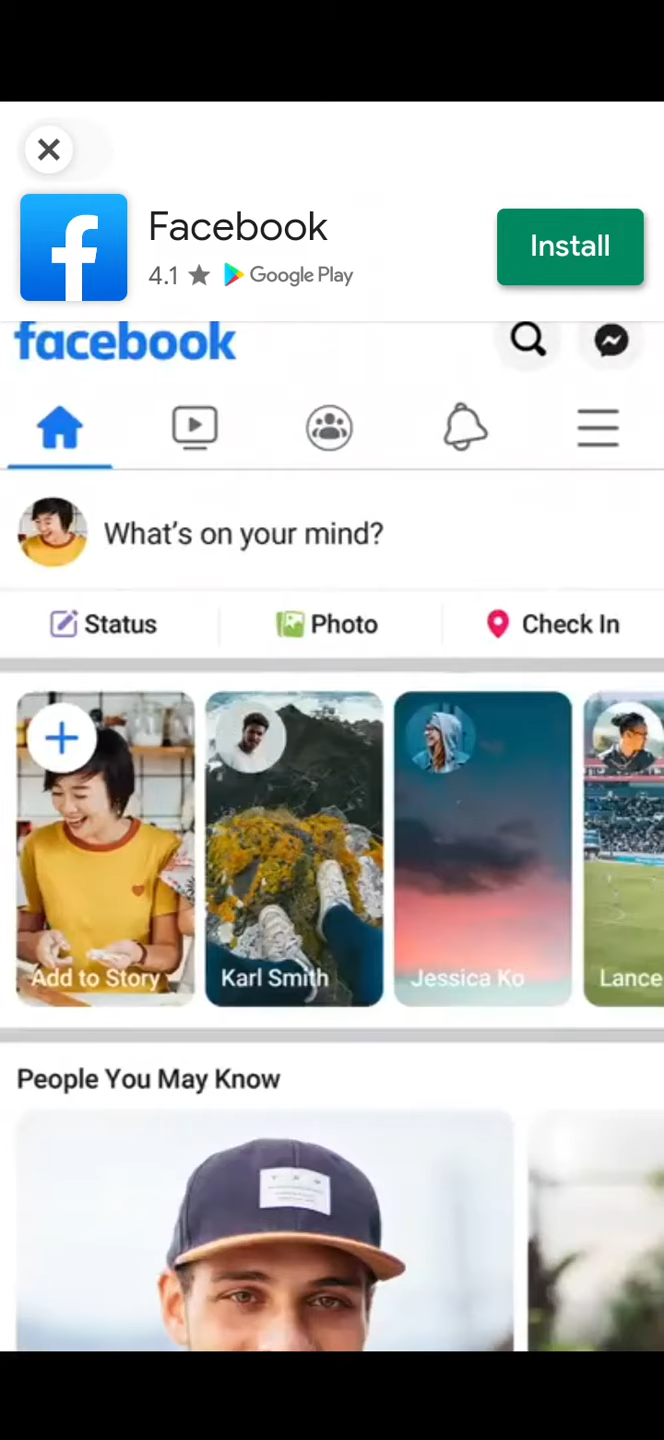 Facebook
4.1 ★ Google Play
Install
facebook
What's on your mind?
Status
Photo
Check In
Add to Story
Karl Smith
Jessica Ko
Lance
People You May Know